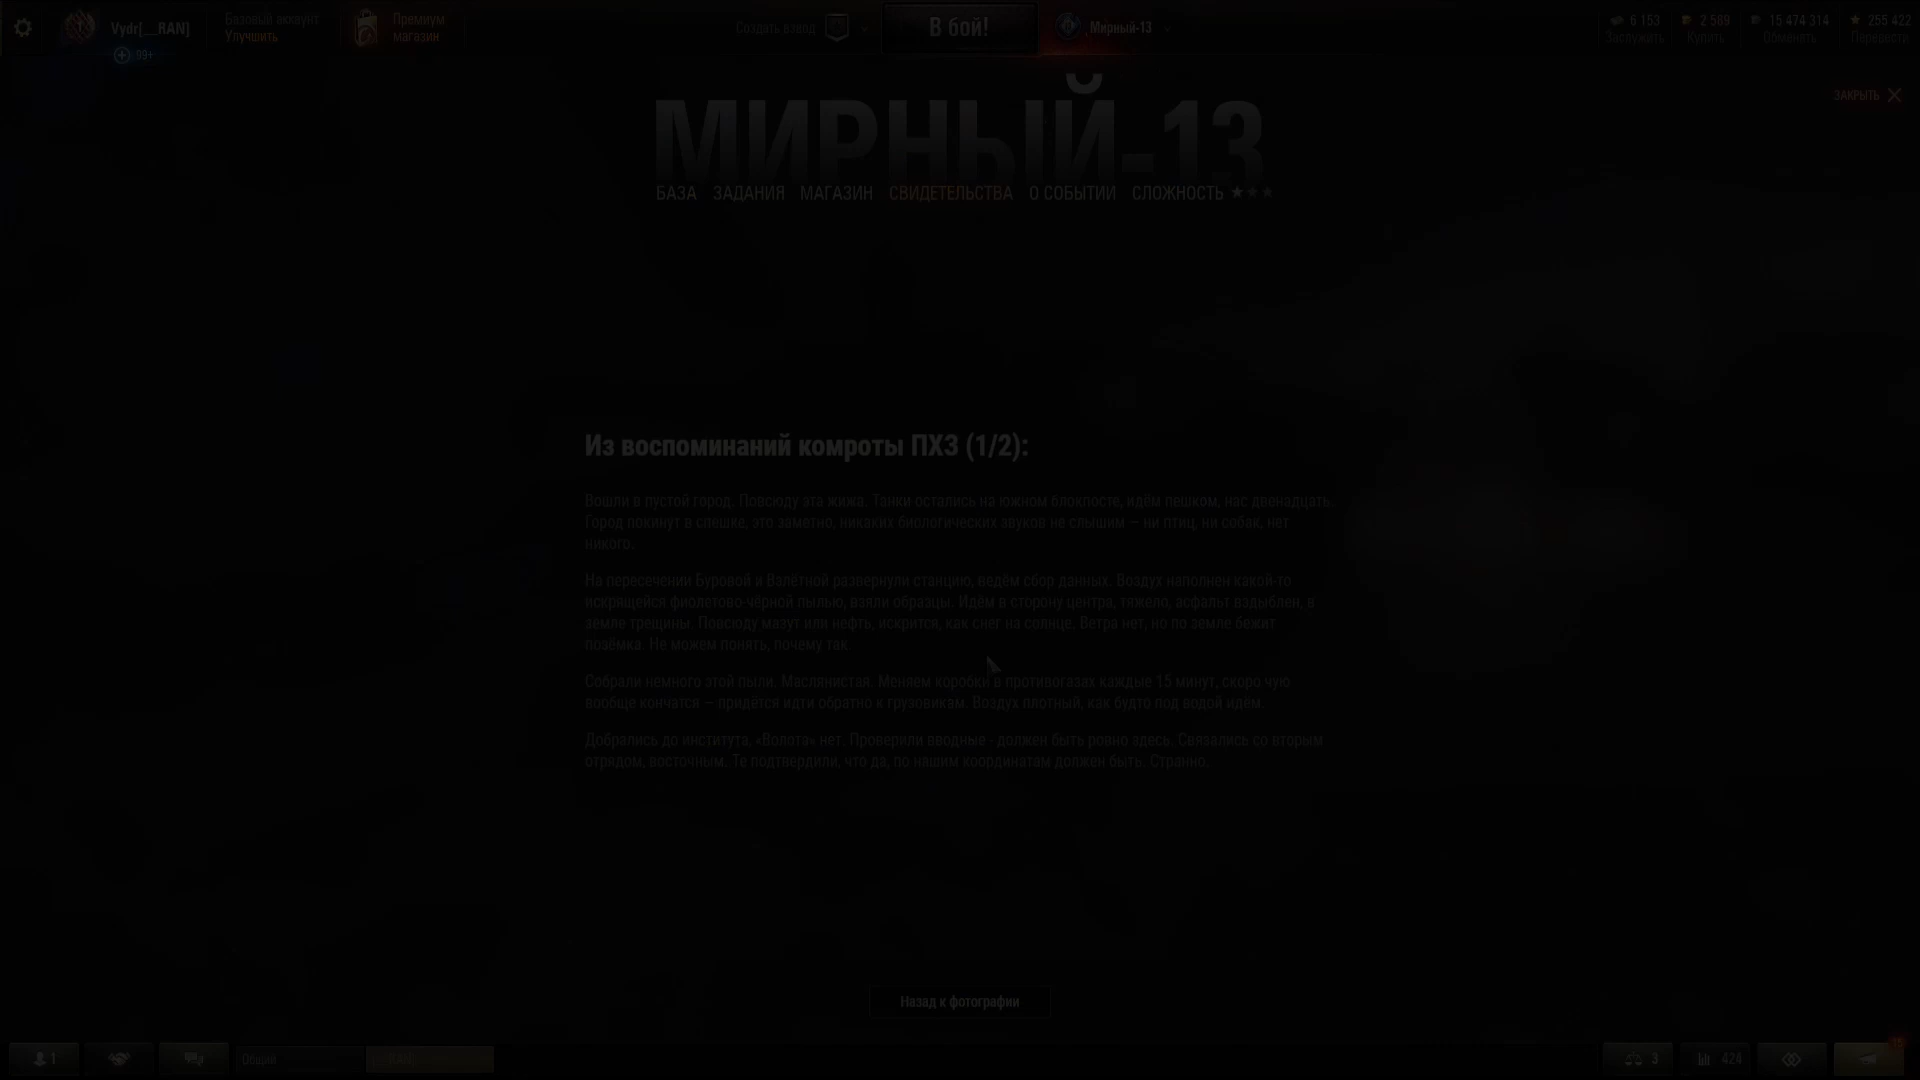 Vydr[__RAN]
99+
Базовый аккаунт
Улучшить
Премиум
магазин
Создать взвод
В бой!
Мирный-13
6 153
Заслужить
2 589
Купить
15 474 314
Обменять
255 422
Перевести
ЗАКРЫТЬ
МИРНЫЙ-13
БАЗА ЗАДАНИЯ МАГАЗИН СВИДЕТЕЛЬСТВА О СОБЫТИИ СЛОЖНОСТЬ
Из воспоминаний комроты ПХЗ (1/2):
Вошли в пустой город. Повсюду эта жижа. Танки остались на южном блокпосте, идём пешком, нас двенадцать.
Город покинут в спешке, это заметно, никаких биологических звуков не слышим – ни птиц, ни собак, нет
никого.
На пересечении Буровой и Взлётной развернули станцию, ведём сбор данных. Воздух наполнен какой-то
искрящейся фиолетово-чёрной пылью, взяли образцы. Идём в сторону центра, тяжело, асфальт вздыблен, в
земле трещины. Повсюду мазут или нефть, искрится, как снег на солнце. Ветра нет, но по земле бежит
позёмка. Не можем понять, почему так
Собрали немного этой пыли. Маслянистая. Меняем коробки в противогазах каждые 15 минут, скоро чую
вообще кончатся – придётся идти обратно к грузовикам. Воздух плотный, как будто под водой идём.
Добрались до института. «Волота» нет. Проверили вводные - должен быть ровно здесь. Связались со вторым
отрядом, восточным. Те подтвердили, что да, по нашим координатам должен быть. Странно.
Назад к фотографии
1
Общий
3
424
15